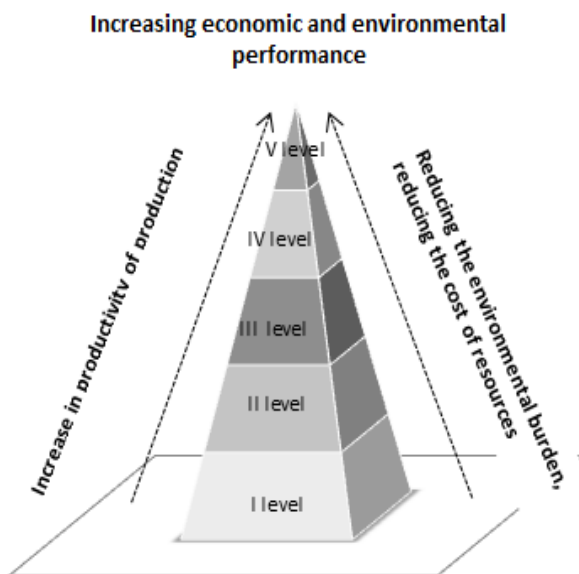 Increasing economic and environmental
performance
V level
IV level
III level
II level
I level
Increase in productivity of production
Reducing the environmental burden,
reducing the cost of resources